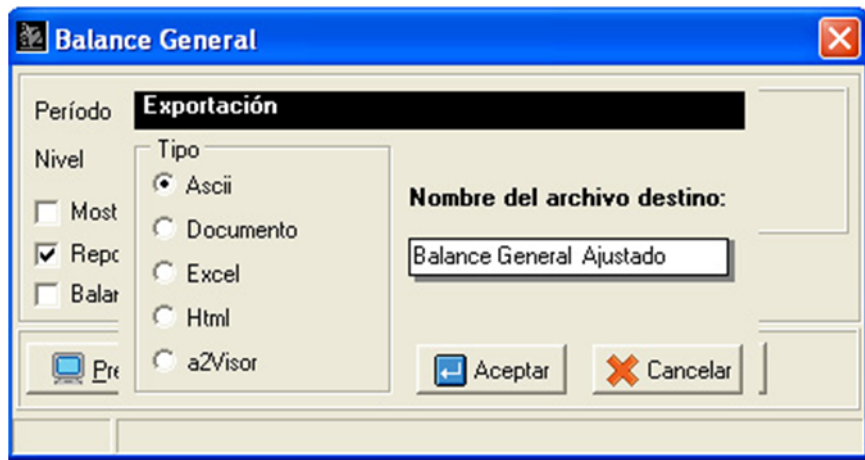 Balance General
Período
Exportación
Nivel
Tipo
Ascii
Documento
Excel
Html
a2Visor
Nombre del archivo destino:
Balance General Ajustado
Most
Repo
Balar
Pre
Aceptar
Cancelar